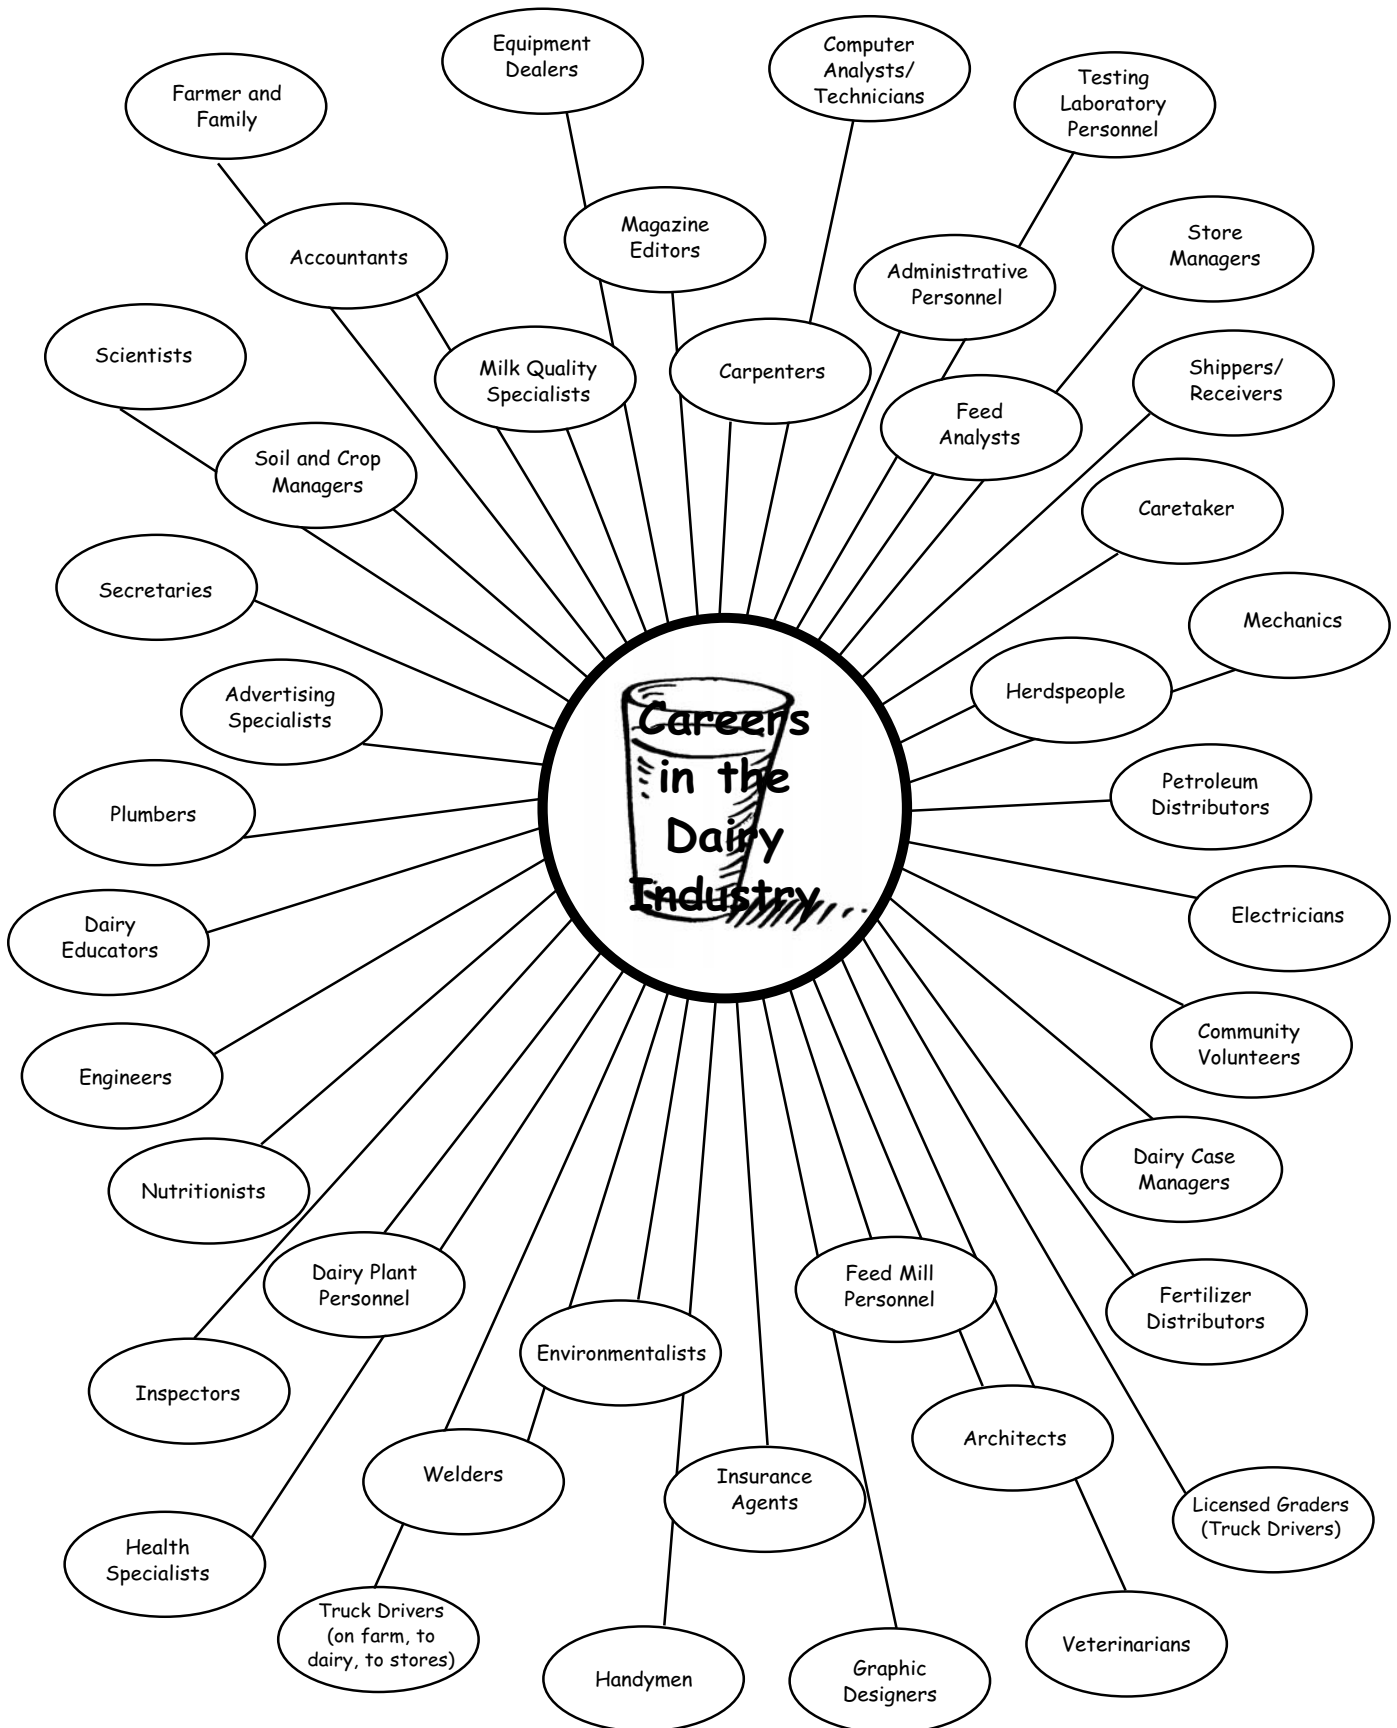 Equipment
Dealers
Computer
Analysts/
Technicians
Farmer and
Family
Testing
Laboratory
Personnel
Magazine
Editors
Store
Managers
Accountants
Administrative
Personnel
Scientists
Milk Quality
Specialists
Carpenters
Shippers/
Receivers
Feed
Analysts
Soil and Crop
Managers
Caretaker
Secretaries
Mechanics
Advertising
Specialists
Herdspeople
Careers
in the
Dairy
Industry
Plumbers
Petroleum
Distributors
Dairy
Educators
Electricians
Engineers
Community
Volunteers
Nutritionists
Dairy Case
Managers
Dairy Plant
Personnel
Feed Mill
Personnel
Fertilizer
Distributors
Inspectors
Environmentalists
Architects
Welders
Insurance
Agents
Licensed Graders
(Truck Drivers)
Health
Specialists
Truck Drivers
(on farm, to
dairy, to stores)
Handymen
Graphic
Designers
Veterinarians